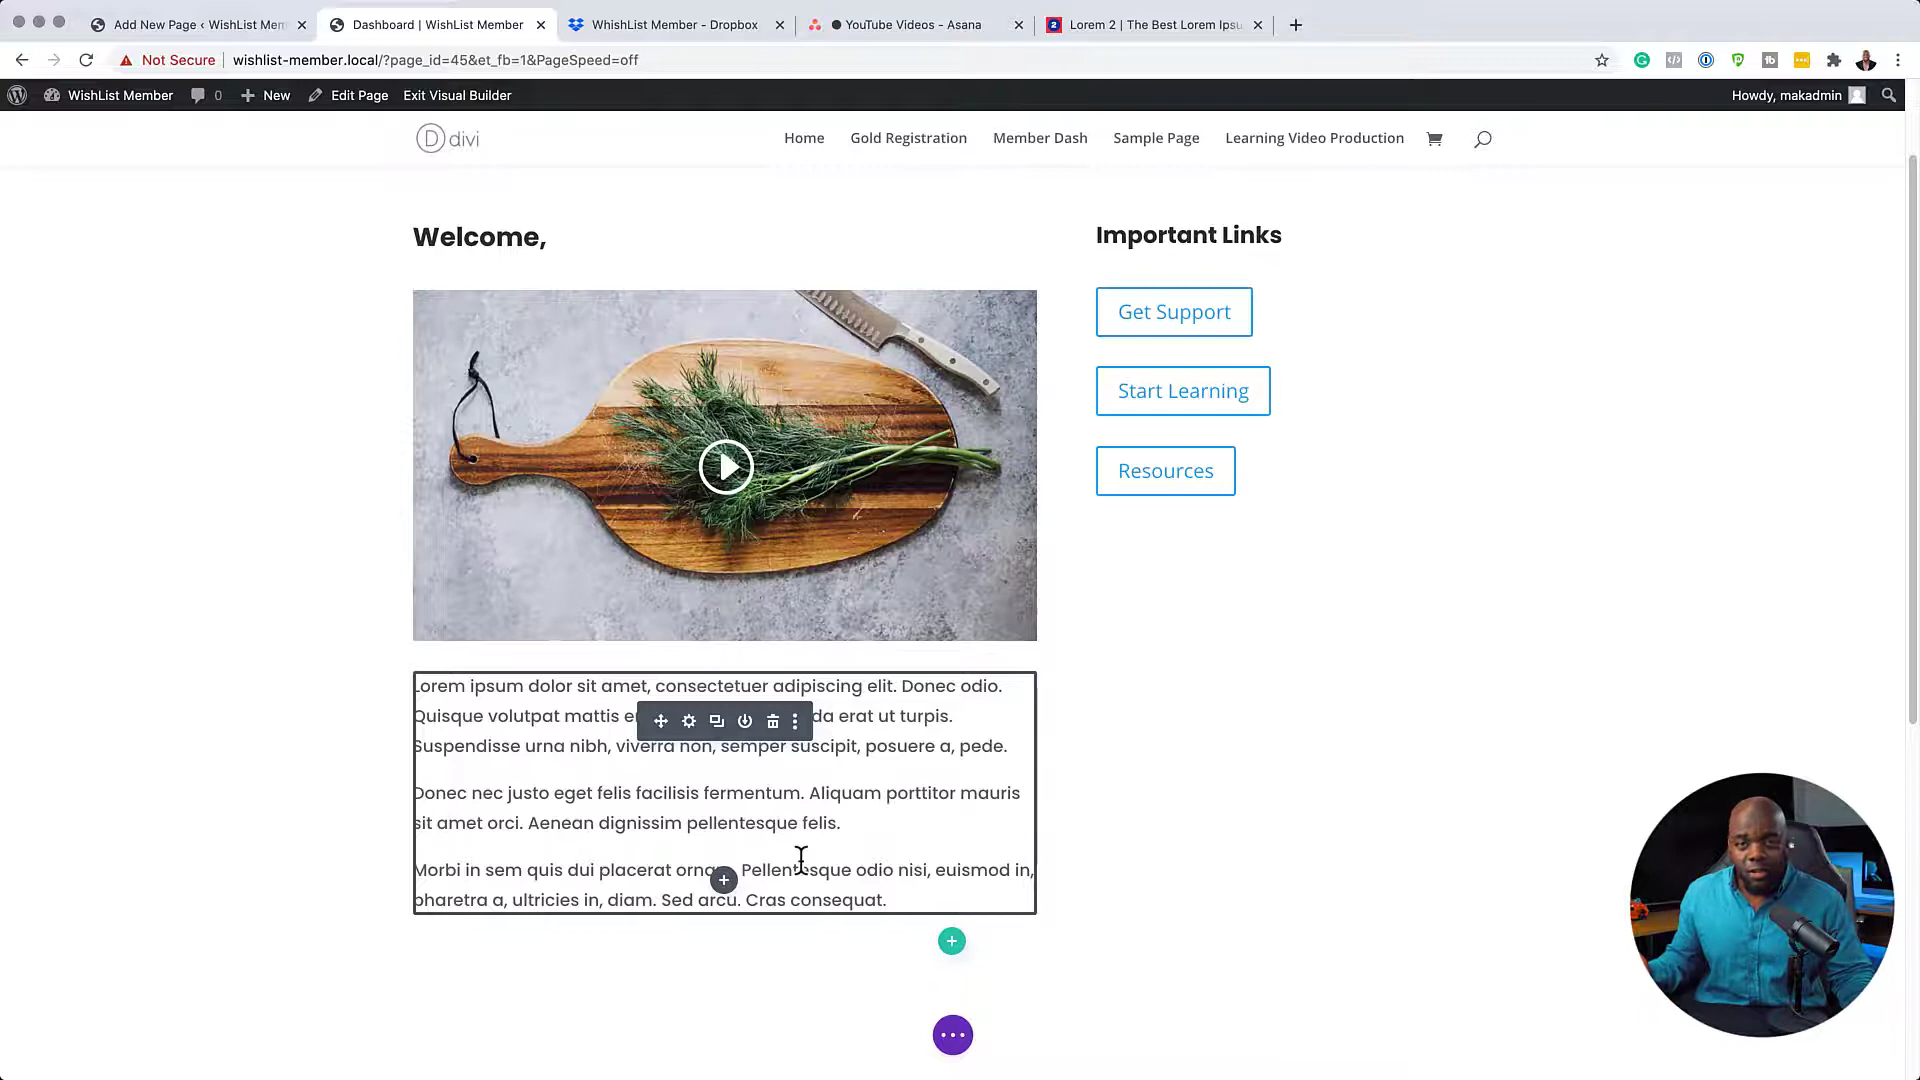 Add New Page ‹ WishList Mem
Dashboard | WishList Member
WhishList Member - Dropbox
YouTube Videos - Asana
2 Lorem 2 | The Best Lorem Ipsu
Not Secure
wishlist-member.local/?page_id=45&et_fb=1&PageSpeed=off
WishList Member
0
New
Edit Page
Exit Visual Builder
Howdy, makadmin
D divi
Home
Gold Registration
Member Dash
Sample Page
Learning Video Production
Welcome,
Important Links
Get Support
Start Learning
Resources
Lorem ipsum dolor sit amet, consectetuer adipiscing elit. Donec odio.
Quisque volutpat mattis e da erat ut turpis.
Suspendisse urna nibh, viverra non, semper suscipit, posuere a, pede.
Donec nec justo eget felis facilisis fermentum. Aliquam porttitor mauris
sit amet orci. Aenean dignissim pellentesque felis.
Morbi in sem quis dui placerat orna Pellentesque odio nisi, euismod in,
pharetra a, ultricies in, diam. Sed arcu. Cras consequat.